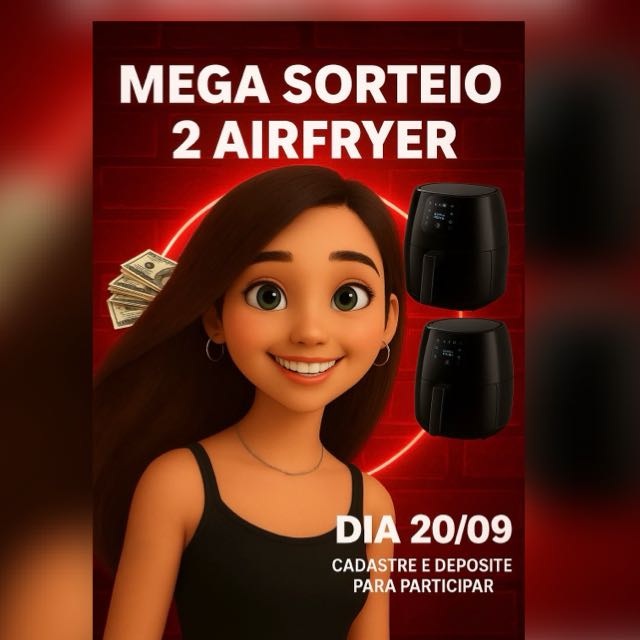 MEGA SORTEIO
2 AIRFRYER
DIA 20/09
CADASTRE E DEPOSITE
PARA PARTICIPAR